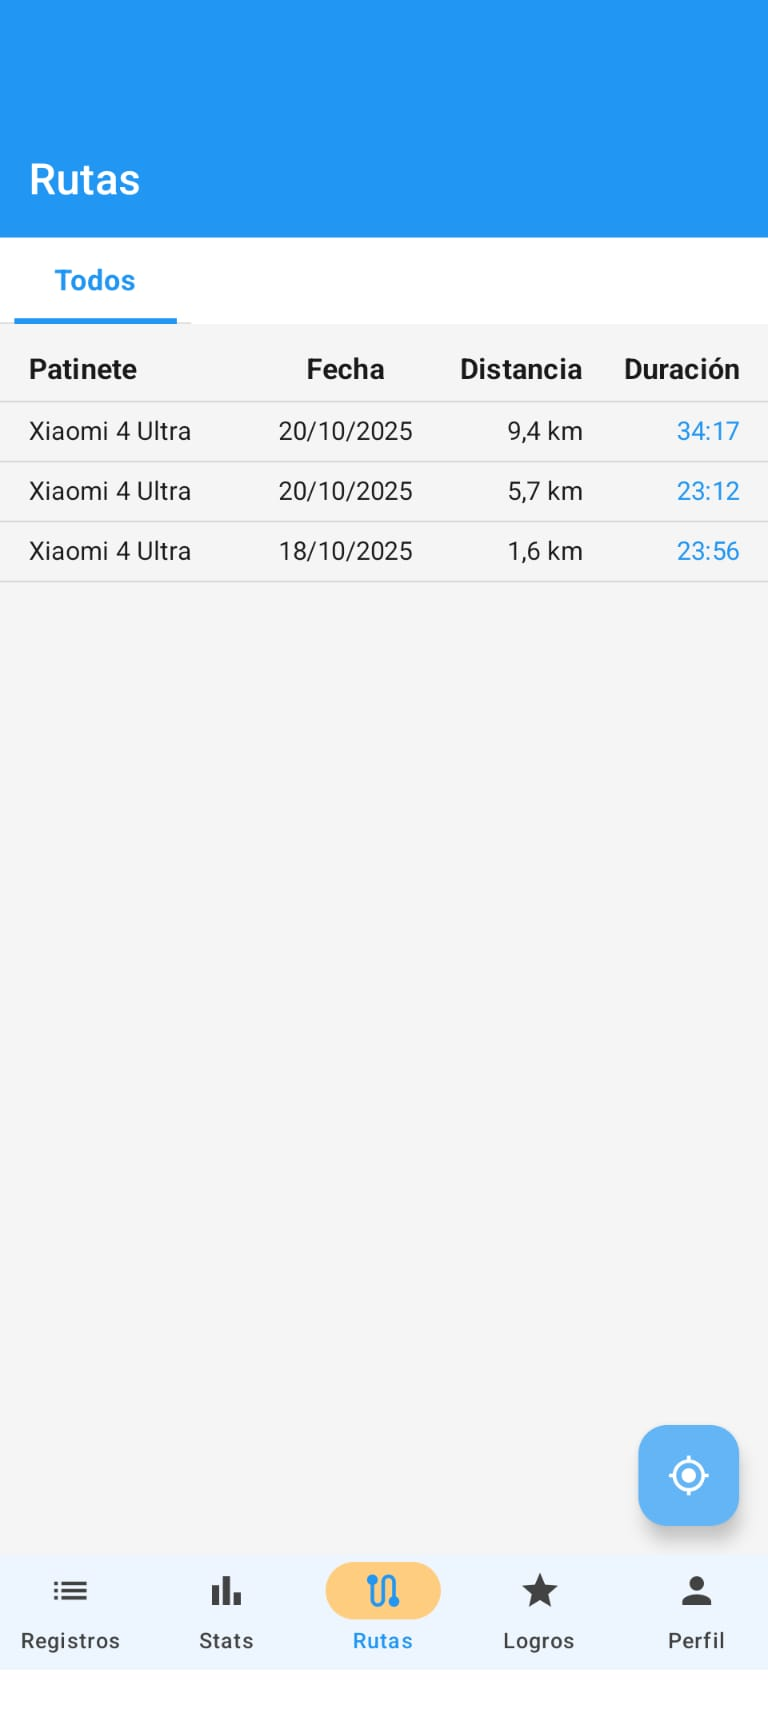 Rutas
Todos
Patinete Fecha Distancia Duración
Xiaomi 4 Ultra 20/10/2025 9,4 km 34:17
Xiaomi 4 Ultra 20/10/2025 5,7 km 23:12
Xiaomi 4 Ultra 18/10/2025 1,6 km 23:56
Registros Stats Rutas Logros Perfil